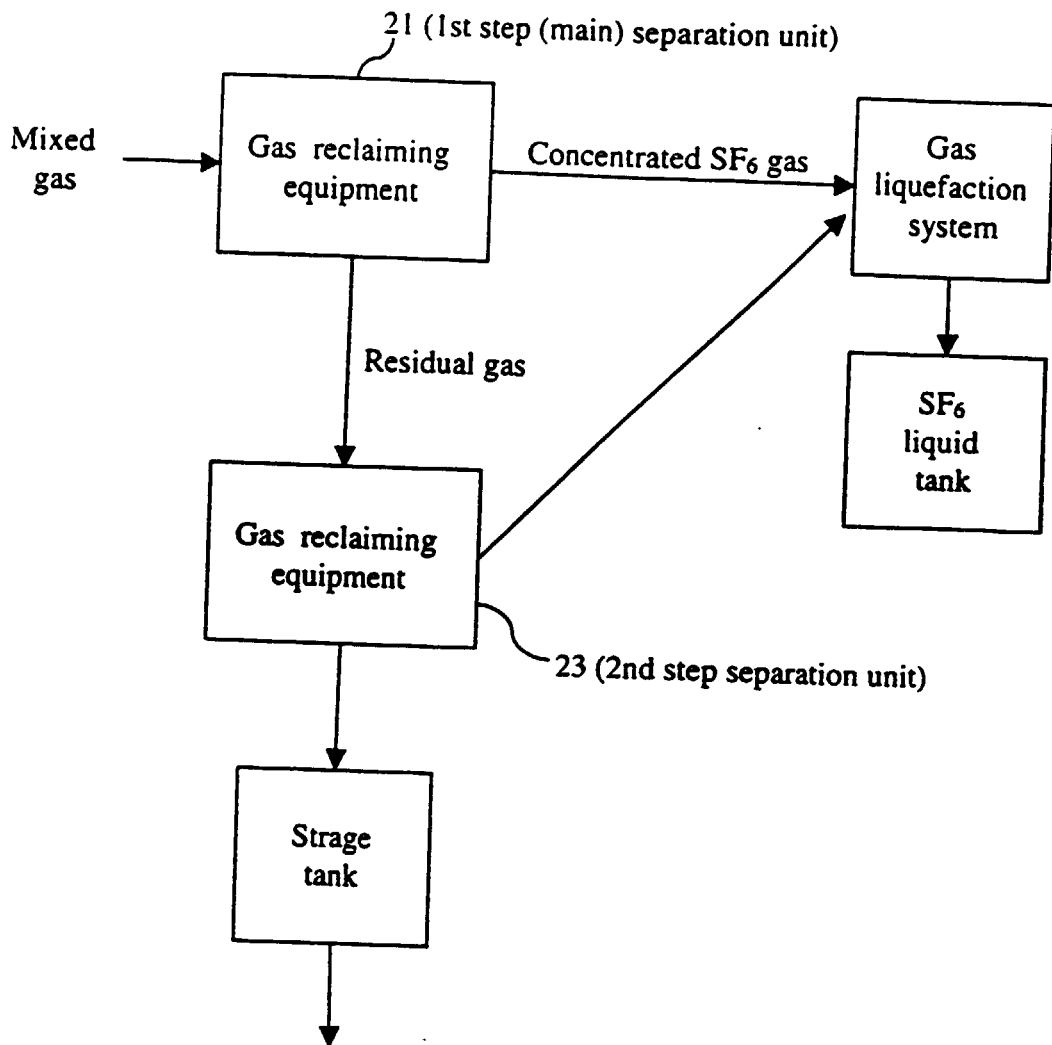 21 (1st step (main) separation unit)
Mixed
gas
Gas reclaiming
equipment
Concentrated SF₆ gas
Gas
liquefaction
system
Residual gas
SF₆
liquid
tank
Gas reclaiming
equipment
23 (2nd step separation unit)
Strage
tank